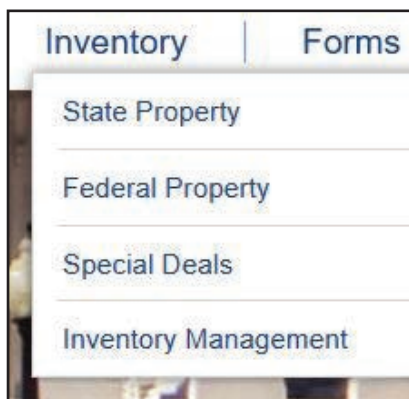 Inventory | Forms
State Property
Federal Property
Special Deals
Inventory Management